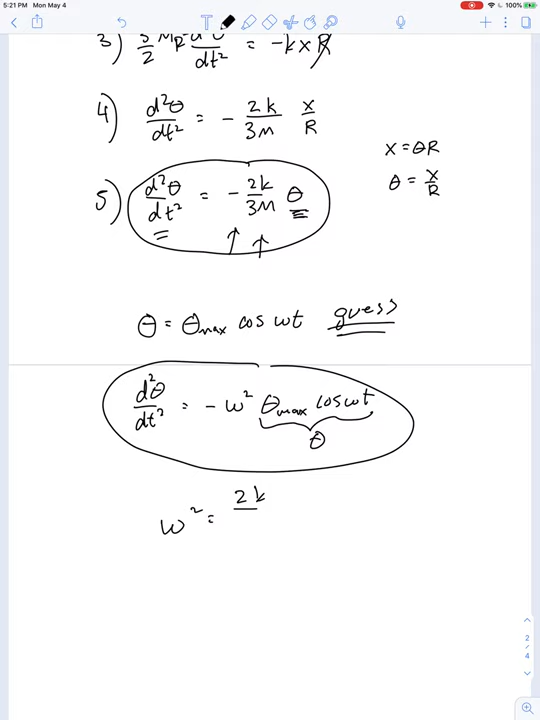 5:21 PM Mon May 4
100%
3) 3/2 MR d²θ/dt² = -kxR
4) d²θ/dt² = - 2k/3M x/R
x = θR
5) d²θ/dt² = - 2k/3M θ
θ = x/R
θ = θmax cos ωt guess
d²θ/dt² = - ω² θmax cos ωt
θ
ω² = 2k
2/4